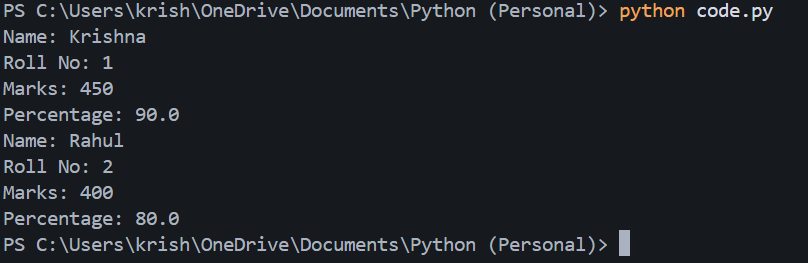 PS C:\Users\krish\OneDrive\Documents\Python (Personal)> python code.py
Name: Krishna
Roll No: 1
Marks: 450
Percentage: 90.0
Name: Rahul
Roll No: 2
Marks: 400
Percentage: 80.0
PS C:\Users\krish\OneDrive\Documents\Python (Personal)>